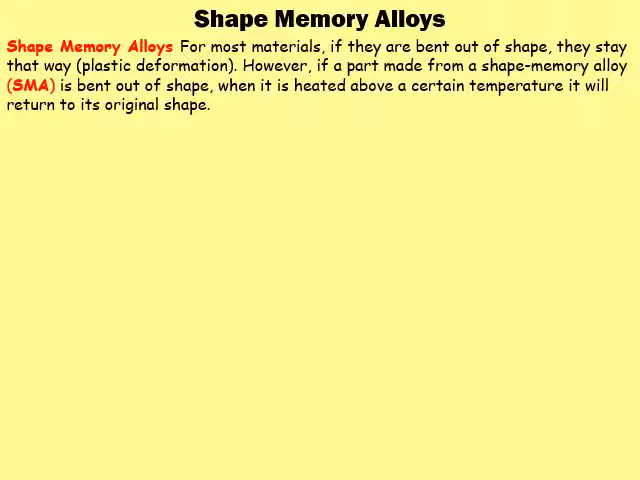 Shape Memory Alloys
Shape Memory Alloys For most materials, if they are bent out of shape, they stay
that way (plastic deformation). However, if a part made from a shape-memory alloy
(SMA) is bent out of shape, when it is heated above a certain temperature it will
return to its original shape.